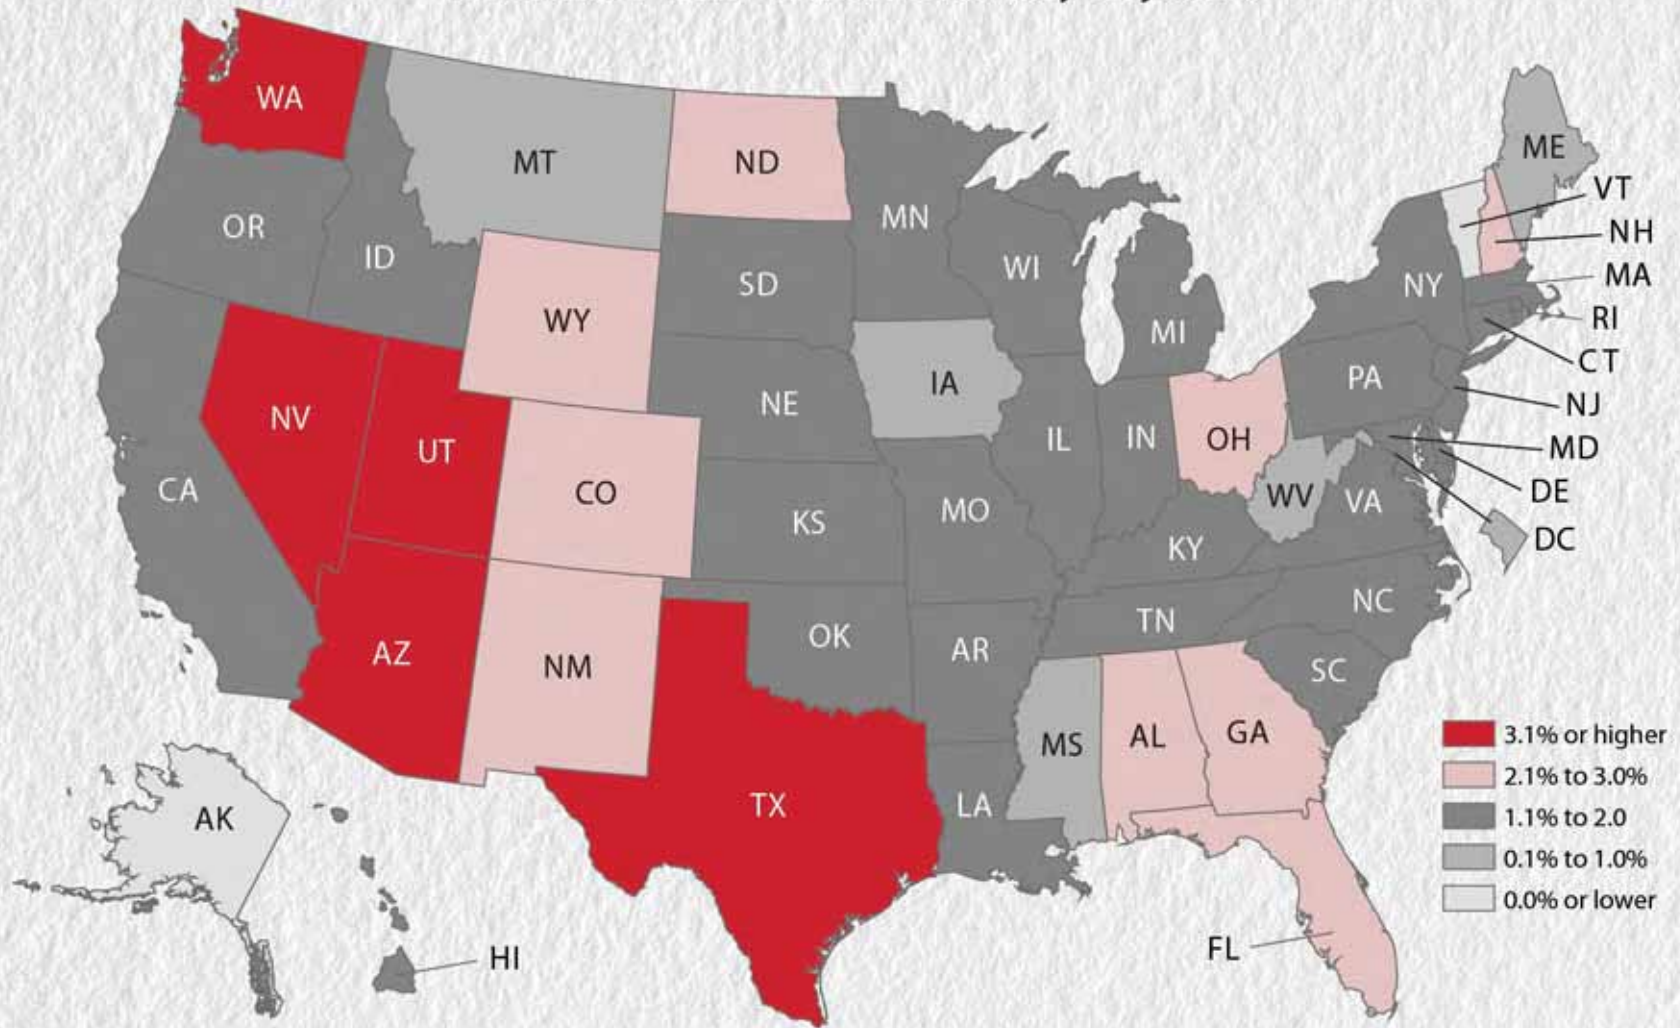 WA
MT
ND
ME
VT
OR
ID
MN
NH
SD
WI
NY
MA
WY
MI
RI
IA
PA
CT
NV
UT
NE
IL
IN
OH
NJ
CA
CO
KS
MO
WV
VA
MD
DE
KY
DC
AZ
NM
OK
AR
TN
NC
SC
TX
LA
MS
AL
GA
3.1% or higher
2.1% to 3.0%
1.1% to 2.0
0.1% to 1.0%
0.0% or lower
AK
HI
FL